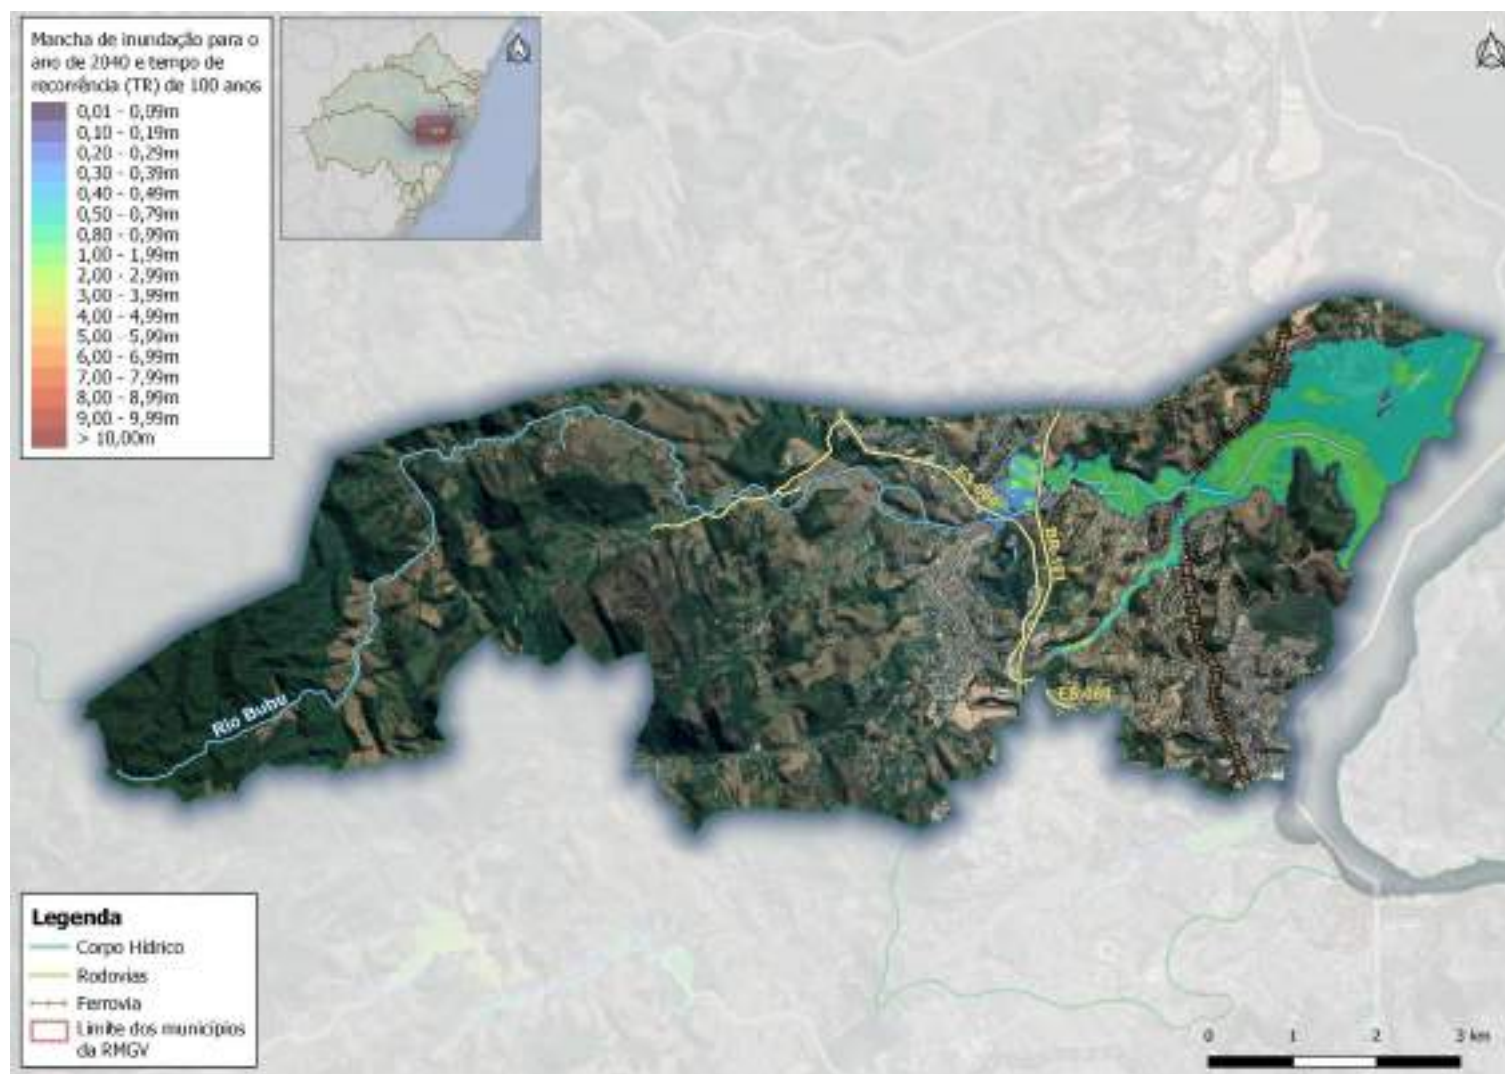 Mancha de inundação para o
ano de 2040 e tempo de
recorrência (TR) de 100 anos
0,01 - 0,09m
0,10 - 0,19m
0,20 - 0,29m
0,30 - 0,39m
0,40 - 0,49m
0,50 - 0,79m
0,80 - 0,99m
1,00 - 1,99m
2,00 - 2,99m
3,00 - 3,99m
4,00 - 4,99m
5,00 - 5,99m
6,00 - 6,99m
7,00 - 7,99m
8,00 - 8,99m
9,00 - 9,99m
> 10,00m
Rio Bubu
Legenda
Corpo Hídrico
Rodovias
Ferrovia
Limite dos municípios
da RMGV
0 1 2 3 km